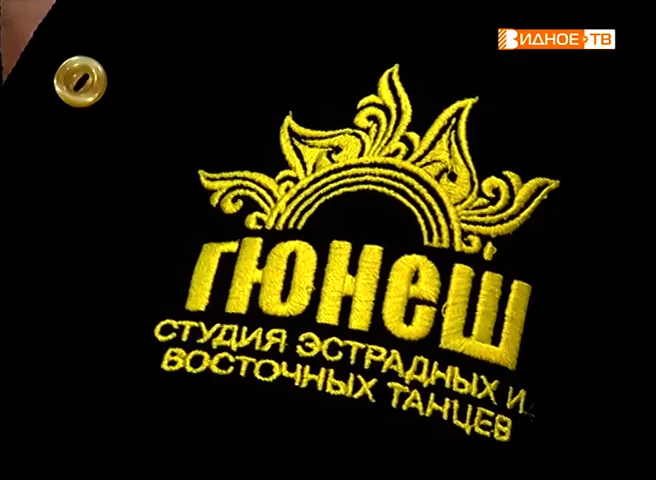 ВИДНОЕ ТВ
ГЮНЕШ
СТУДИЯ ЭСТРАДНЫХ И
ВОСТОЧНЫХ ТАНЦЕВ